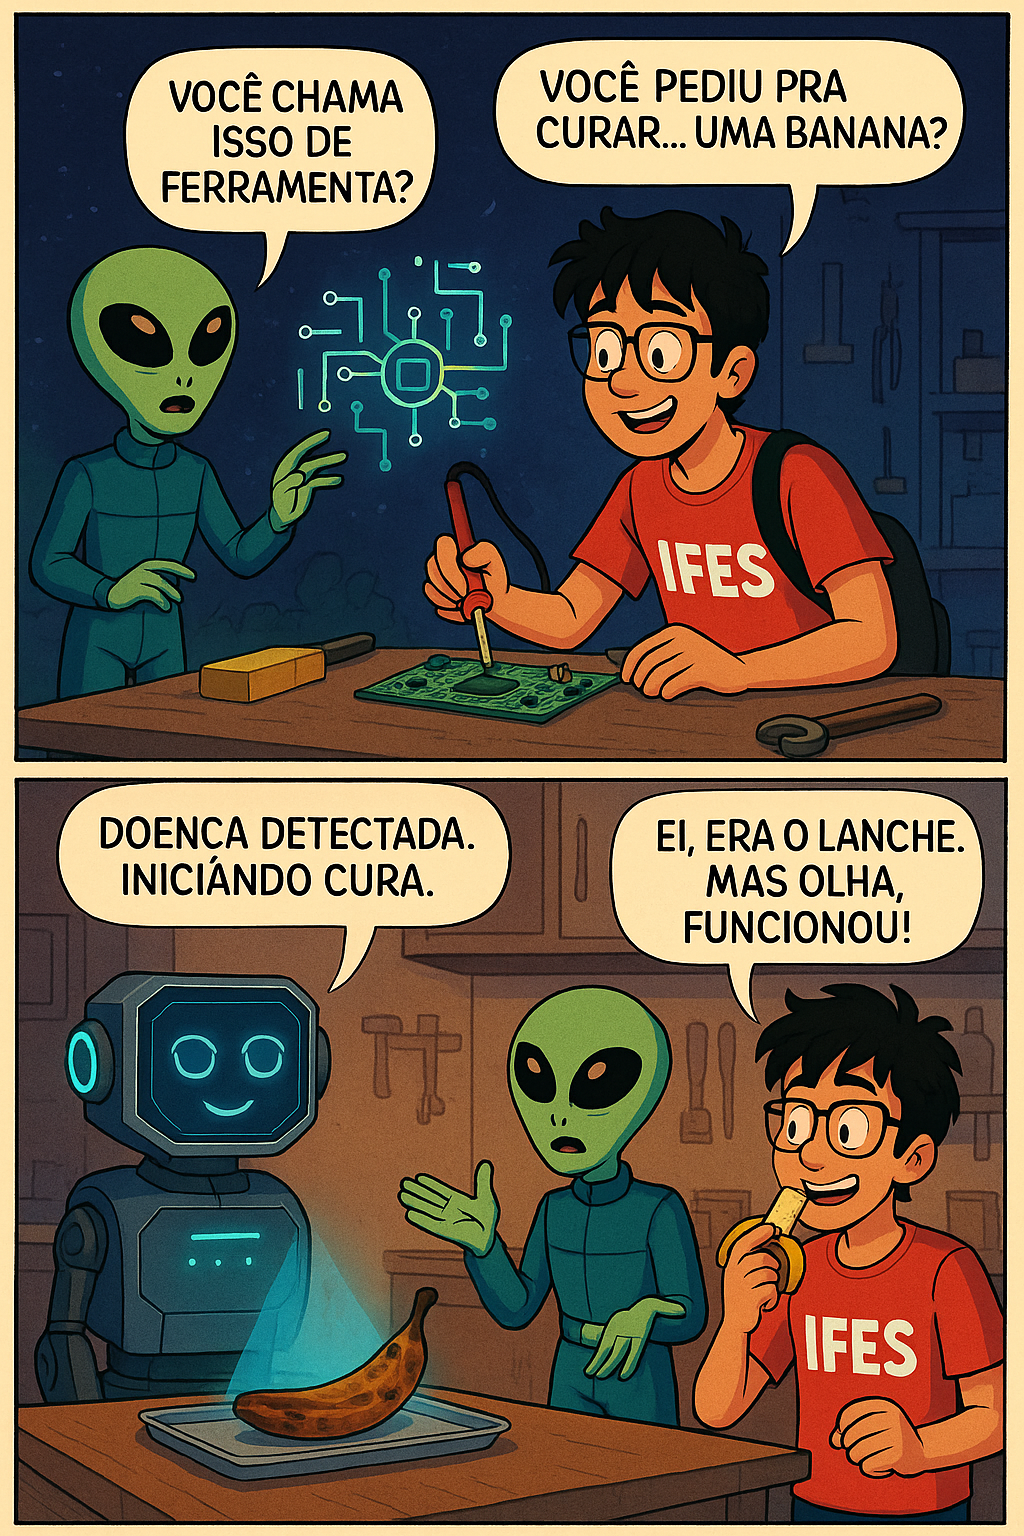 VOCÊ CHAMA
ISSO DE
FERRAMENTA?
VOCÊ PEDIU PRA
CURAR... UMA BANANA?
IFES
DOENCA DETECTADA.
INICIÁNDO CURA.
EI, ERA O LANCHE.
MAS OLHA,
FUNCIONOU!
IFES